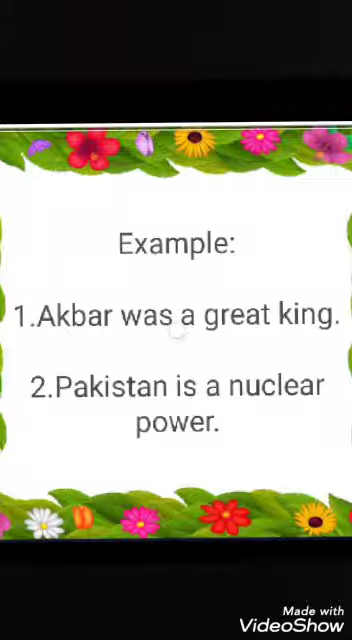 Example:
1.Akbar was a great king.
2.Pakistan is a nuclear
power.
Made with
VideoShow